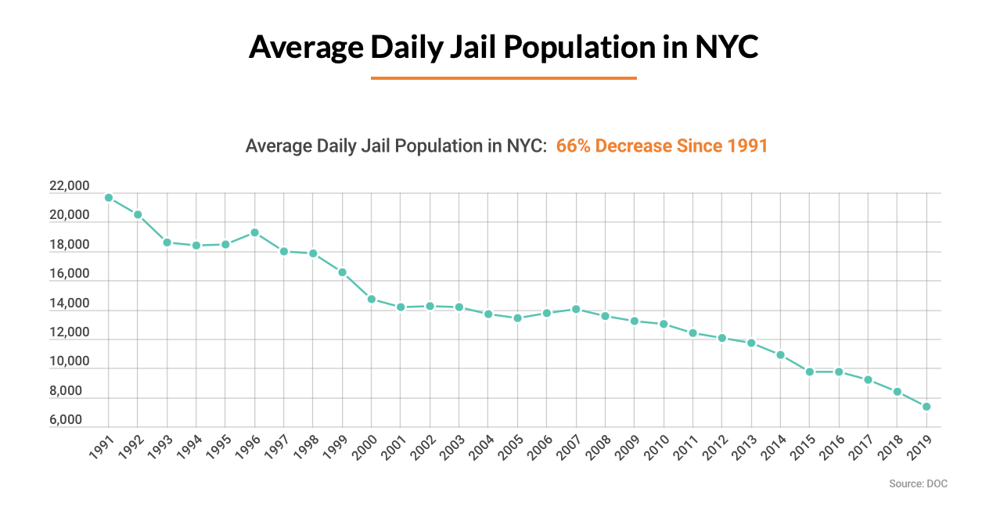 Average Daily Jail Population in NYC
Average Daily Jail Population in NYC: 66% Decrease Since 1991
22,000
20,000
18,000
16,000
14,000
12,000
10,000
8,000
6,000
1991 1992 1993 1994 1995 1996 1997 1998 1999 2000 2001 2002 2003 2004 2005 2006 2007 2008 2009 2010 2011 2012 2013 2014 2015 2016 2017 2018 2019
Source: DOC